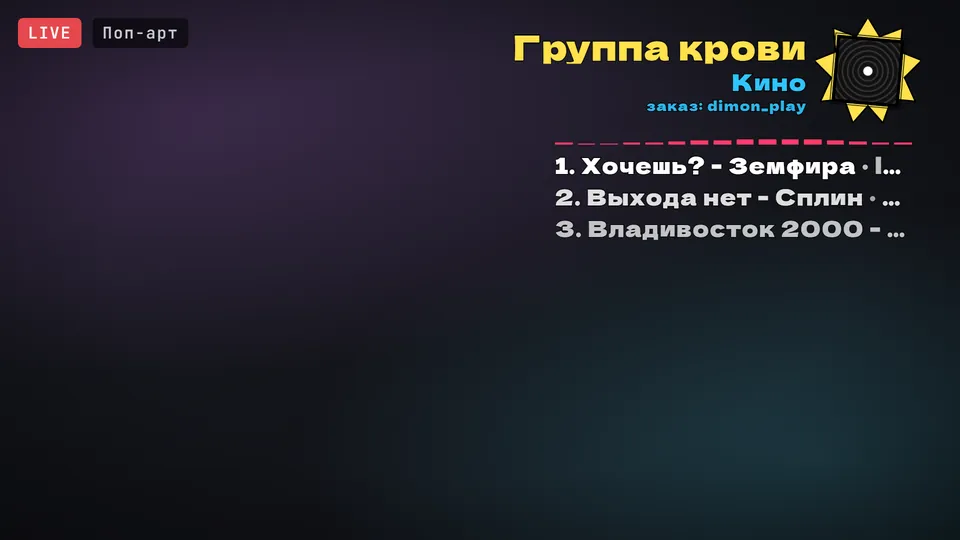 LIVE Поп-арт
Группа крови
Кино
заказ: dimon_play
1. Хочешь? - Земфира · l...
2. Выхода нет - Сплин · ...
3. Владивосток 2000 - ...